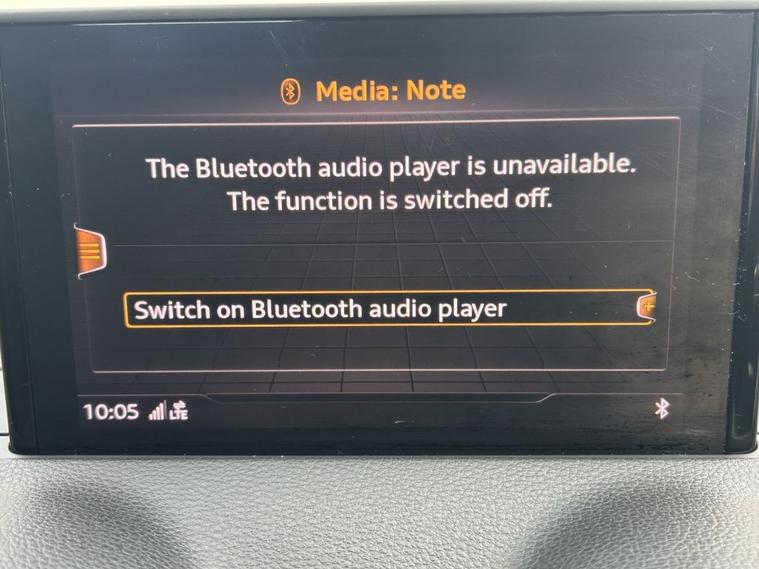 Media: Note
The Bluetooth audio player is unavailable.
The function is switched off.
Switch on Bluetooth audio player
10:05 LTE